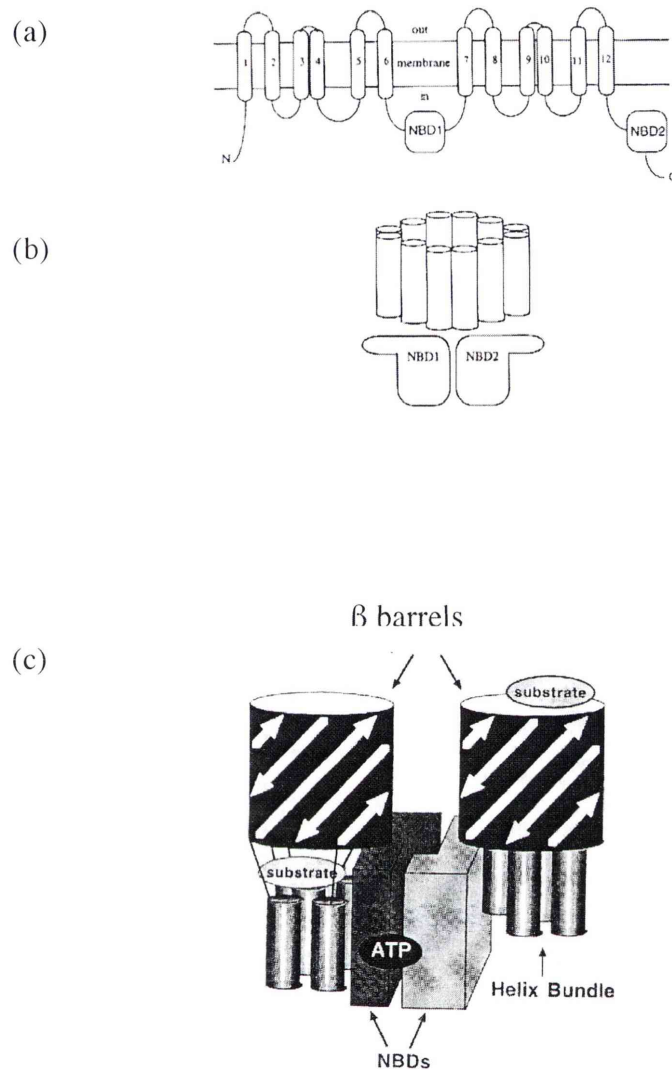 (a)
out
1 2 3 4 5 6 membrane 7 8 9 10 11 12
in
N NBD1 NBD2
(b)
NBD1 NBD2
ß barrels
(c)
substrate
substrate
ATP
Helix Bundle
NBDs